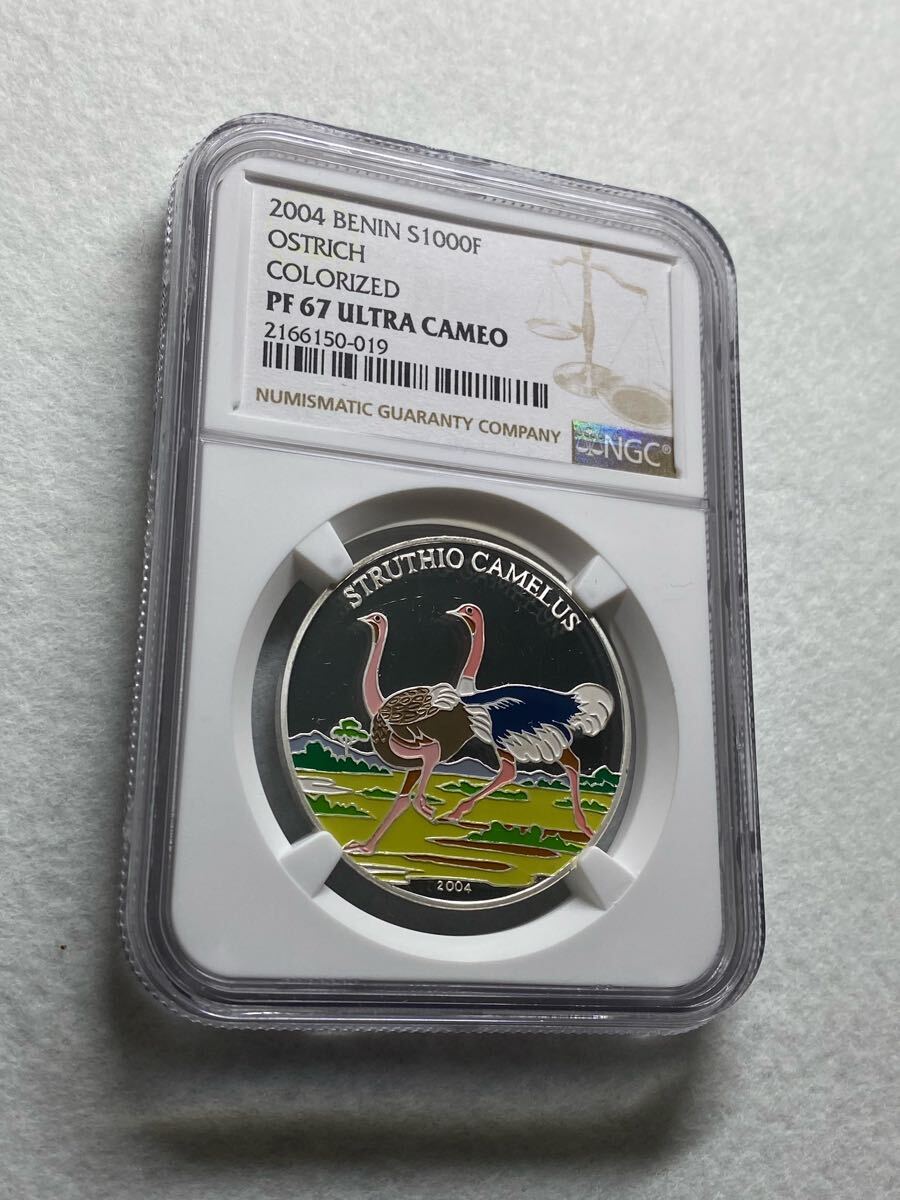 2004 BENIN S1000F
OSTRICH
COLORIZED
PF 67 ULTRA CAMEO
2166150-019
NUMISMATIC GUARANTY COMPANY
NGC®
STRUTHIO CAMELUS
2004